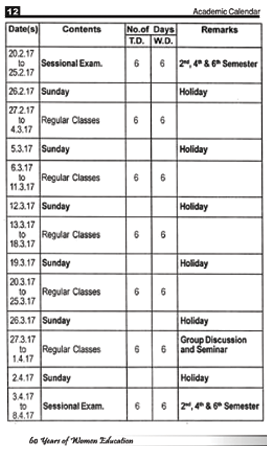 12 Academic Calendar
Date(s) Contents No.of Days Remarks
T.D. W.D.
20.2.17
to Sessional Exam. 6 6 2nd, 4th & 6th Semester
25.2.17
26.2.17 Sunday Holiday
27.2.17
to Regular Classes 6 6
4.3.17
5.3.17 Sunday Holiday
6.3.17
to Regular Classes 6 6
11.3.17
12.3.17 Sunday Holiday
13.3.17
to Regular Classes 6 6
18.3.17
19.3.17 Sunday Holiday
20.3.17
to Regular Classes 6 6
25.3.17
26.3.17 Sunday Holiday
27.3.17 Group Discussion
to Regular Classes 6 6 and Seminar
1.4.17
2.4.17 Sunday Holiday
3.4.17
to Sessional Exam. 6 6 2nd, 4th & 6th Semester
8.4.17
60 Years of Women Education